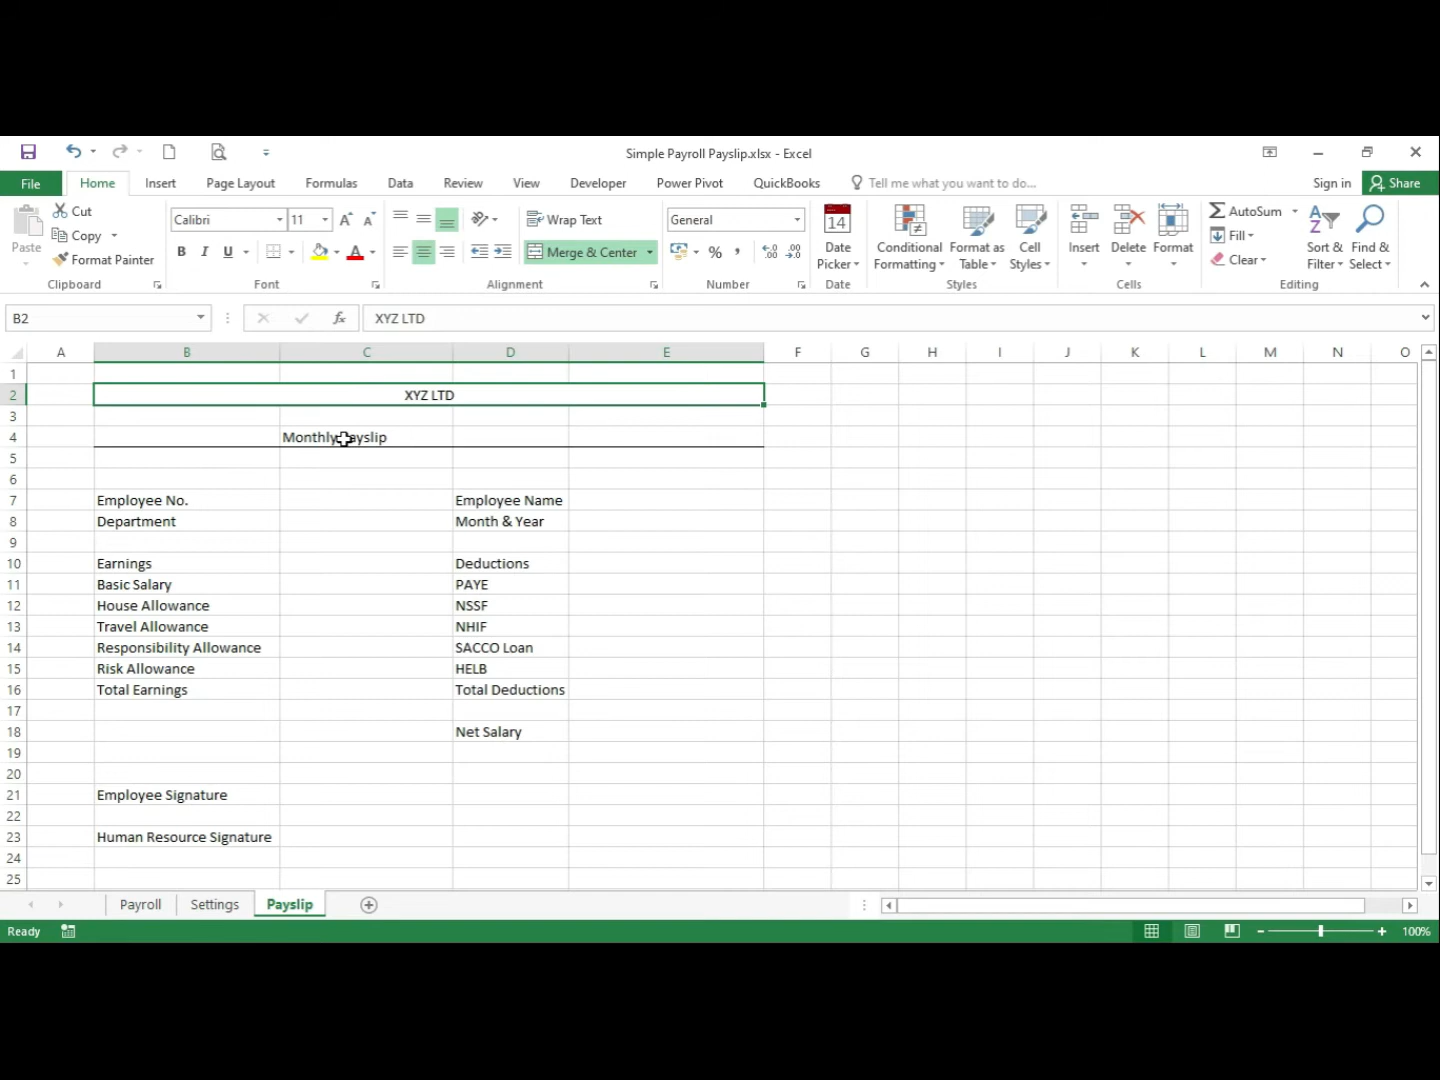 Simple Payroll Payslip.xlsx - Excel
File Home Insert Page Layout Formulas Data Review View Developer Power Pivot QuickBooks Tell me what you want to do... Sign in Share
Paste Cut Copy Format Painter Clipboard
Calibri 11 B I U Font
Wrap Text Merge & Center Alignment
General % , Number
14 Date Picker Date
Conditional Formatting Format as Table Cell Styles Styles
Insert Delete Format Cells
AutoSum Fill Clear Sort & Filter Find & Select Editing
B2 fx XYZ LTD
A B C D E F G H I J K L M N O
1
2 XYZ LTD
3
4 Monthly Payslip
5
6
7 Employee No. Employee Name
8 Department Month & Year
9
10 Earnings Deductions
11 Basic Salary PAYE
12 House Allowance NSSF
13 Travel Allowance NHIF
14 Responsibility Allowance SACCO Loan
15 Risk Allowance HELB
16 Total Earnings Total Deductions
17
18 Net Salary
19
20
21 Employee Signature
22
23 Human Resource Signature
24
25
Payroll Settings Payslip
Ready 100%